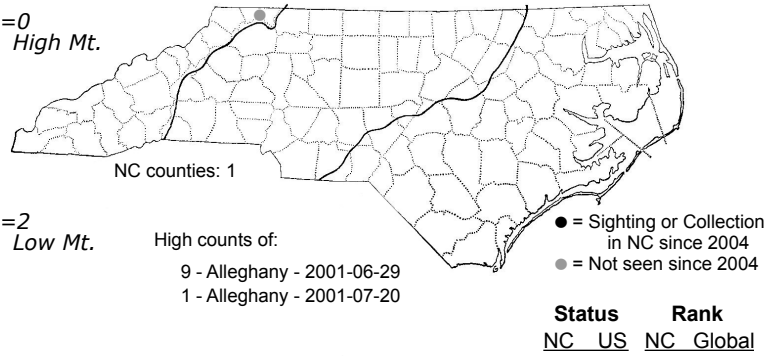 =0
High Mt.
NC counties: 1
=2
Low Mt.
High counts of:
9 - Alleghany - 2001-06-29
1 - Alleghany - 2001-07-20
● = Sighting or Collection
in NC since 2004
● = Not seen since 2004
Status Rank
NC US NC Global